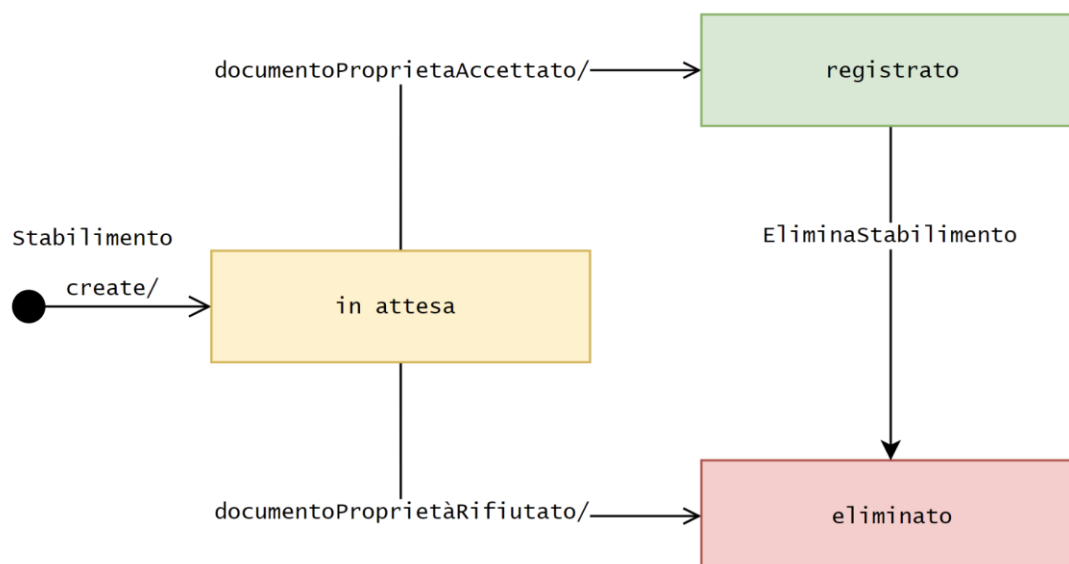 documentoProprietaAccettato/
registrato
Stabilimento
create/
in attesa
EliminaStabilimento
documentoProprietàRifiutato/
eliminato